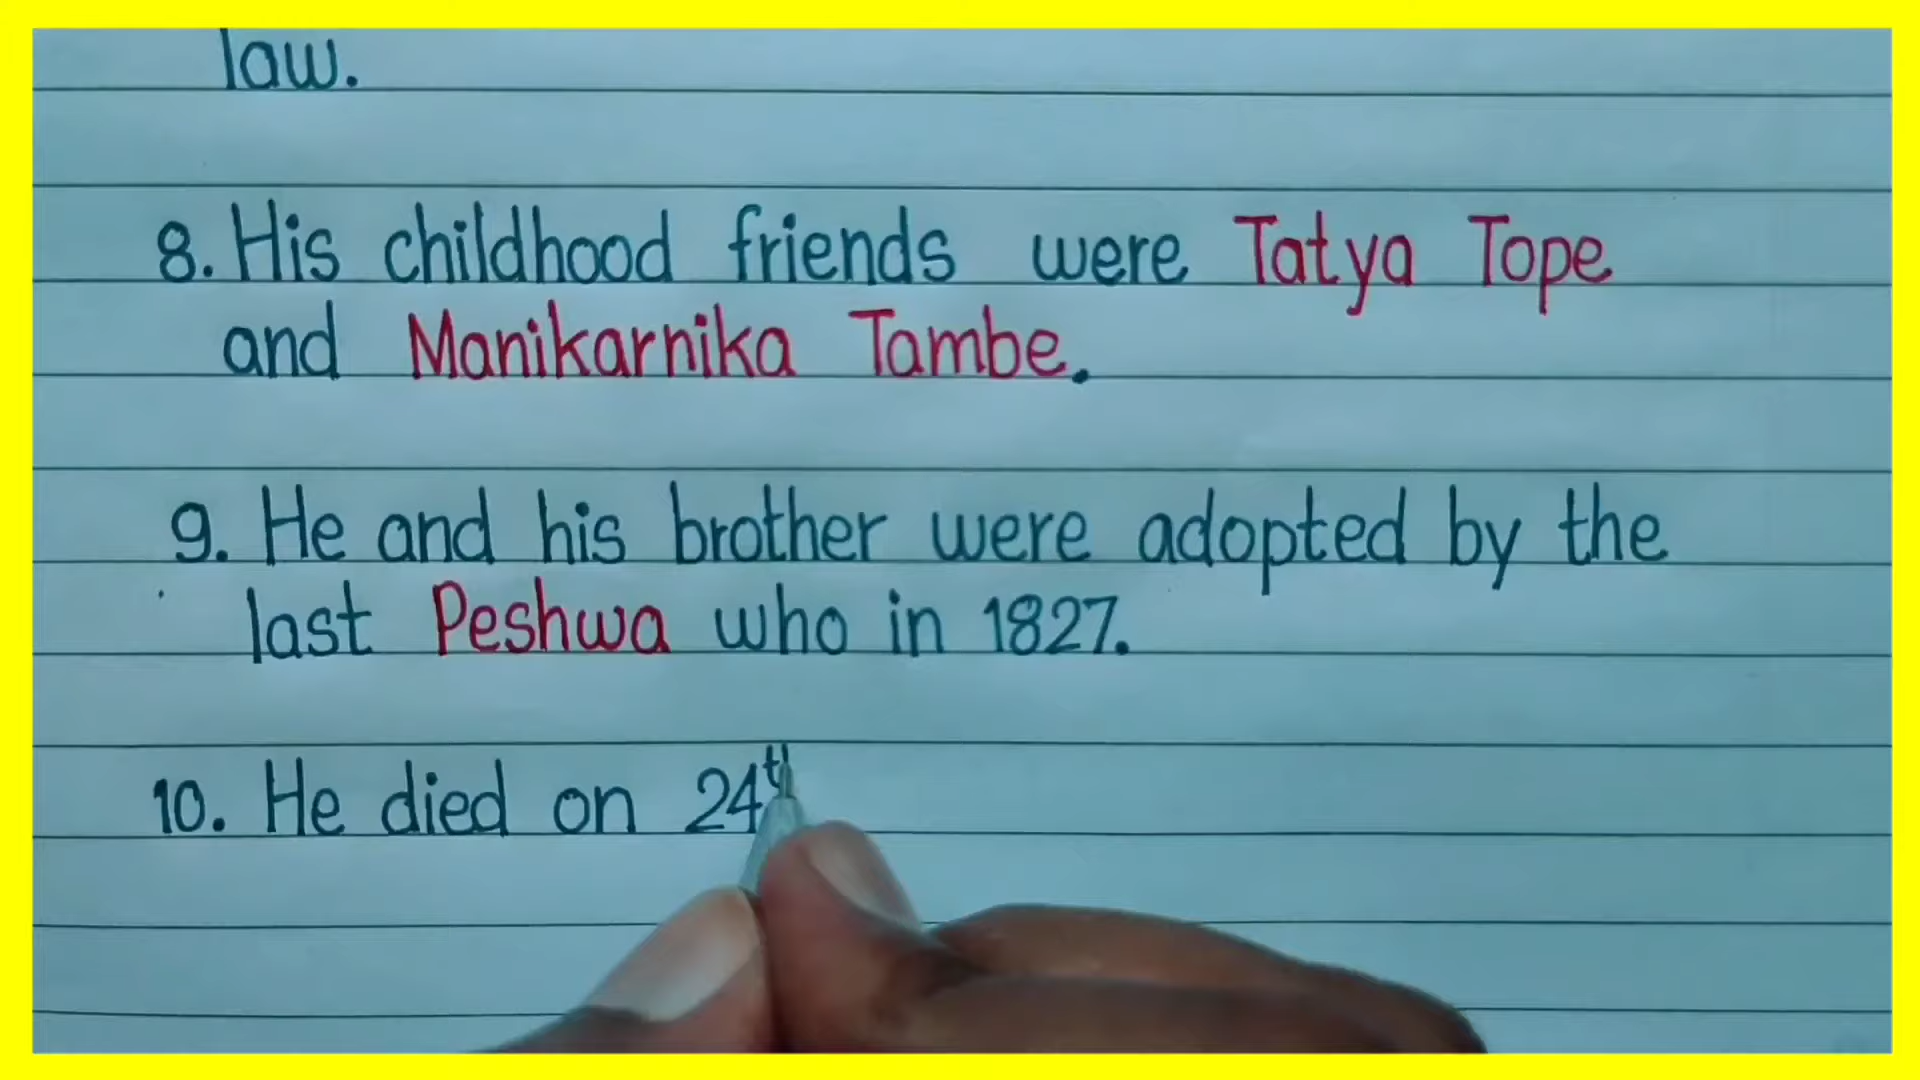 law.
8. His childhood friends were Tatya Tope
and Manikarnika Tambe.
9. He and his brother were adopted by the
last Peshwa who in 1827.
10. He died on 24th